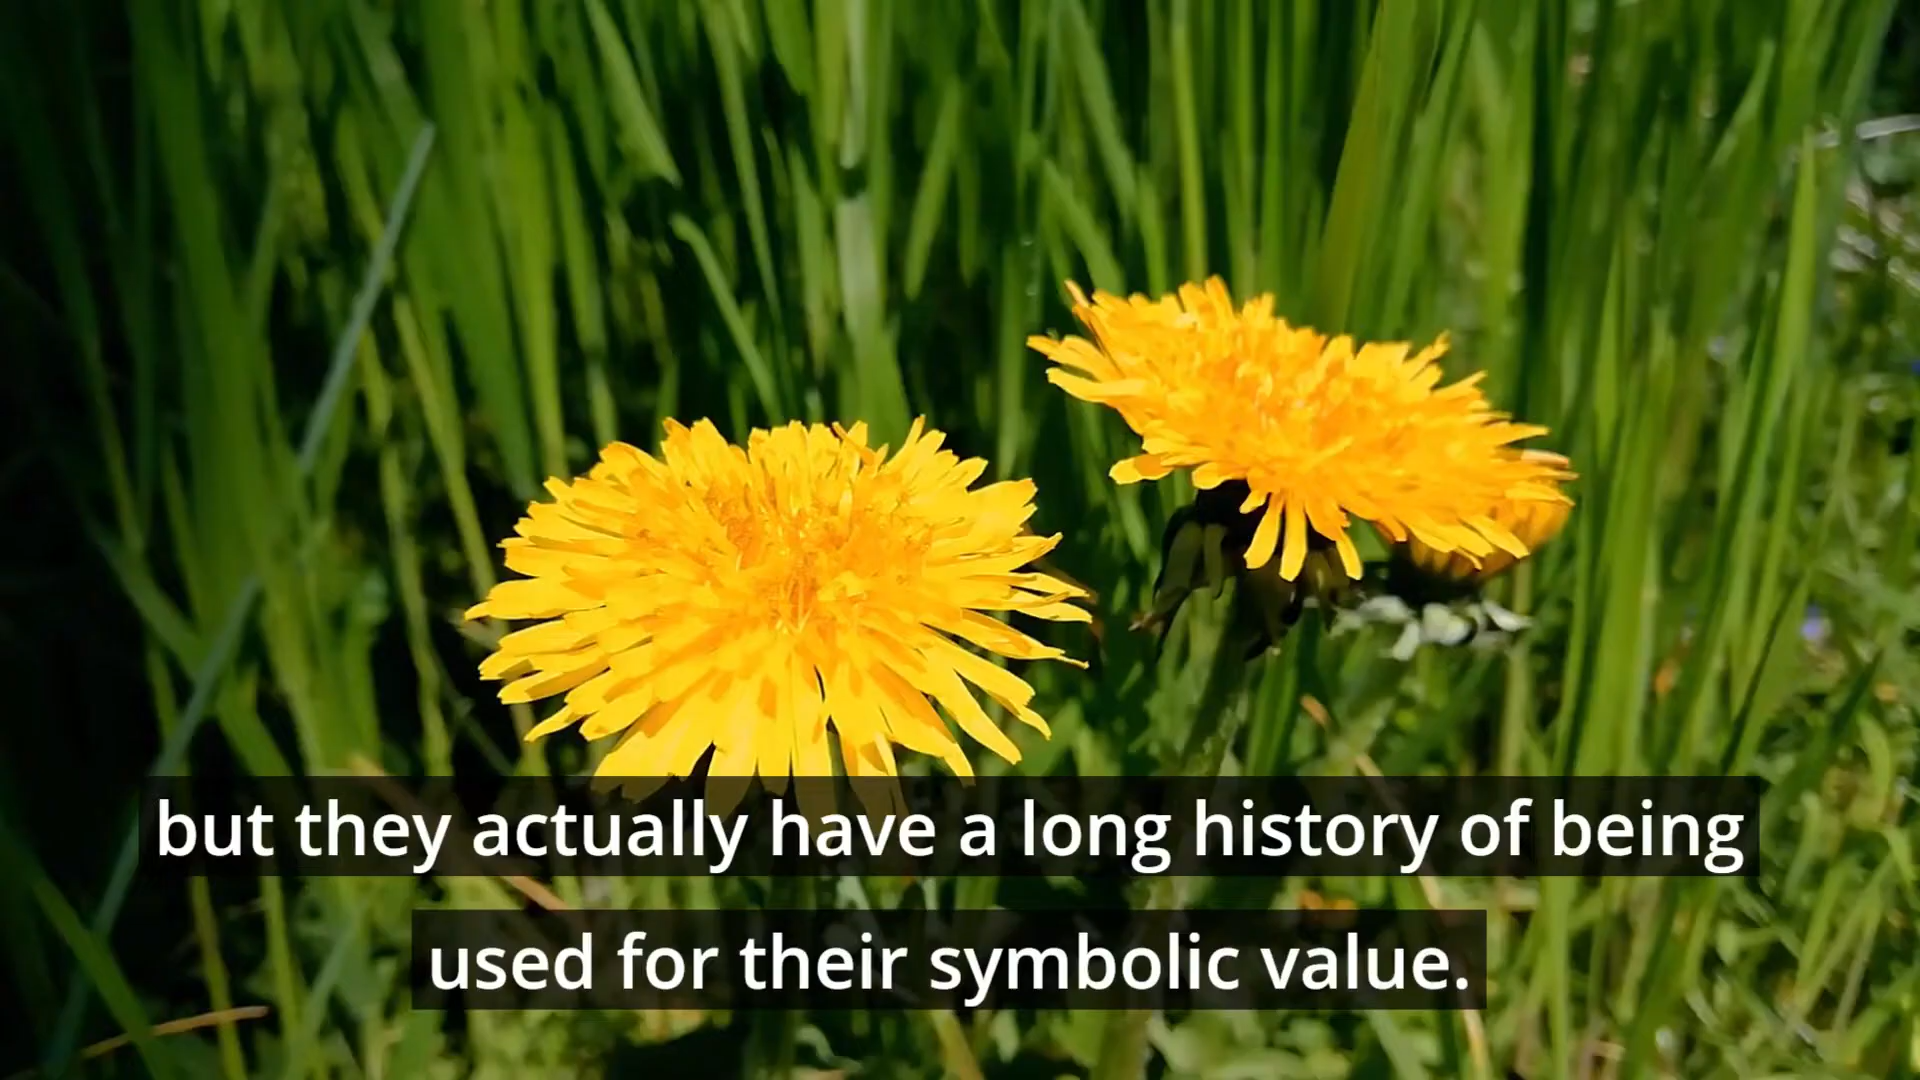 but they actually have a long history of being
used for their symbolic value.